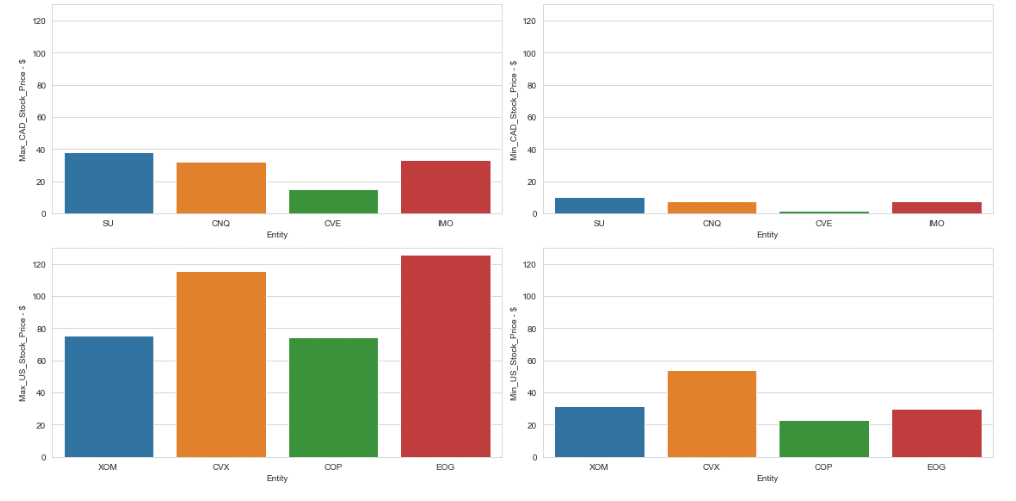 Max_CAD_Stock_Price - $
120
100
80
60
40
20
0
SU CNQ CVE IMO
Entity
Min_CAD_Stock_Price - $
120
100
80
60
40
20
0
SU CNQ CVE IMO
Entity
Max_US_Stock_Price - $
120
100
80
60
40
20
0
XOM CVX COP EOG
Entity
Min_US_Stock_Price - $
120
100
80
60
40
20
0
XOM CVX COP EOG
Entity